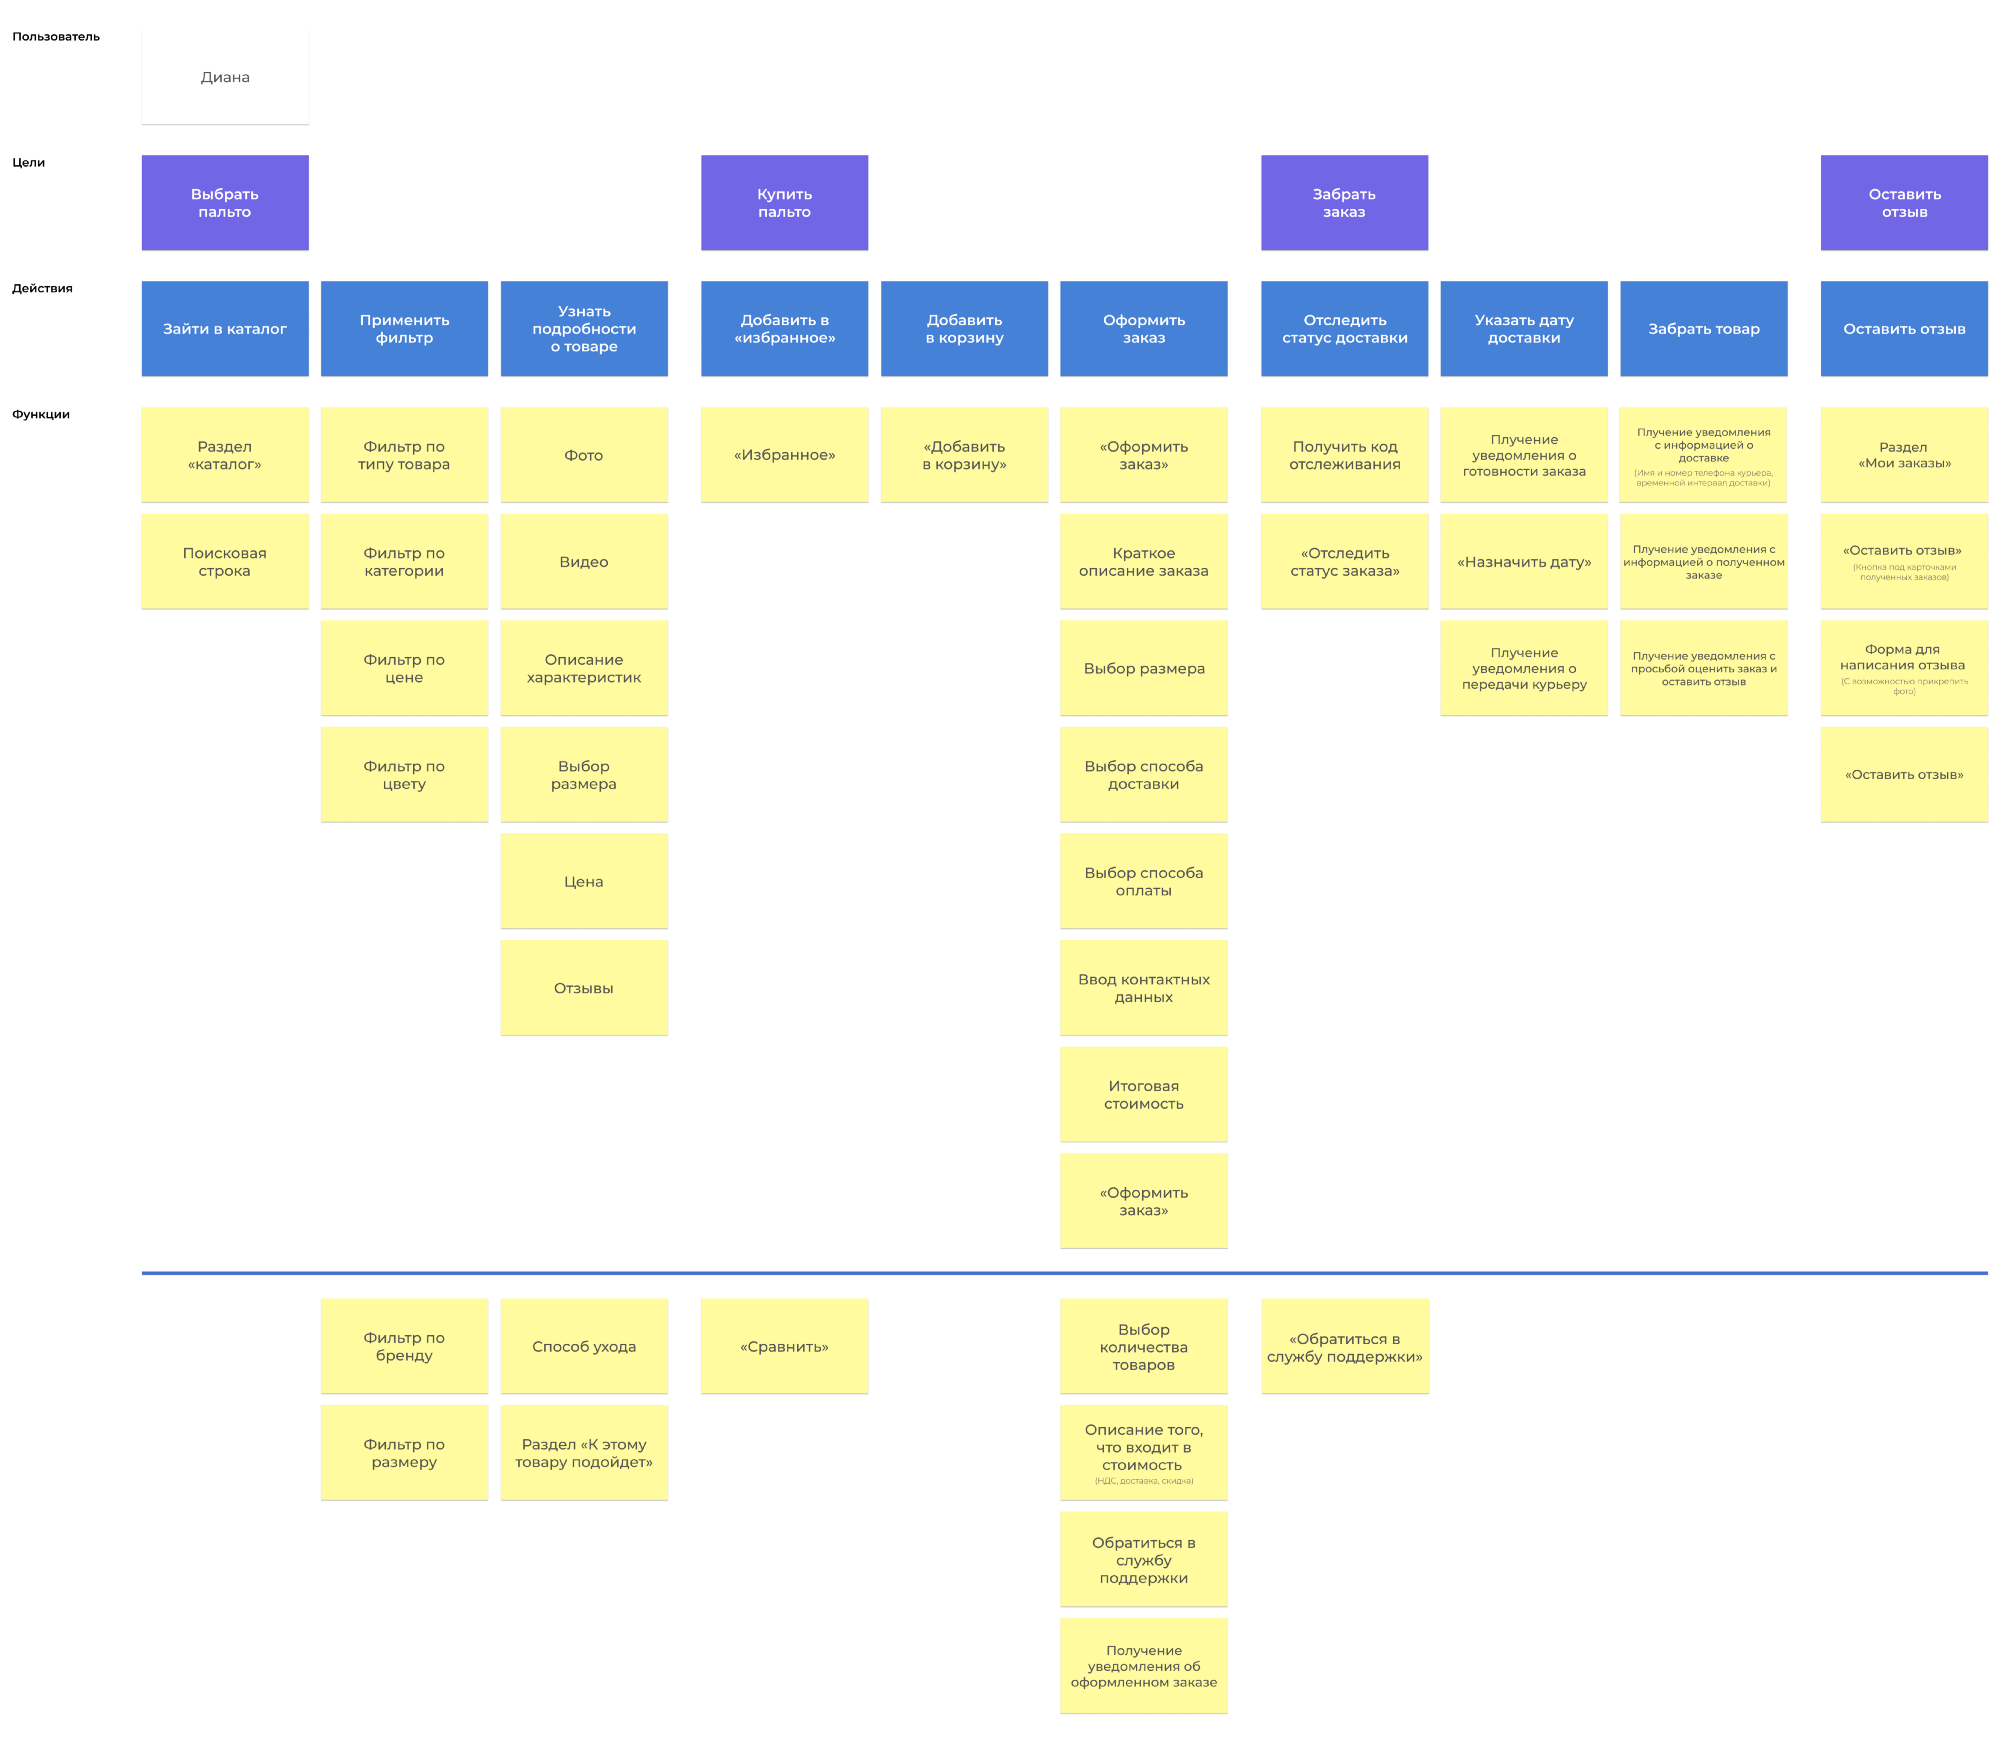 Пользователь
Диана
Цели
Выбрать
пальто
Купить
пальто
Забрать
заказ
Оставить
отзыв
Действия
Зайти в каталог
Применить
фильтр
Узнать
подробности
о товаре
Добавить в
«избранное»
Добавить
в корзину
Оформить
заказ
Отследить
статус доставки
Указать дату
доставки
Забрать товар
Оставить отзыв
Функции
Раздел
«каталог»
Фильтр по
типу товара
Фото
«Избранное»
«Добавить
в корзину»
«Оформить
заказ»
Получить код
отслеживания
Плучение
уведомления о
готовности заказа
Плучение уведомления
с информацией о
доставке
(Имя и номер телефона курьера,
временной интервал доставки)
Раздел
«Мои заказы»
Поисковая
строка
Фильтр по
категории
Видео
Краткое
описание заказа
«Отследить
статус заказа»
«Назначить дату»
Плучение уведомления с
информацией о полученном
заказе
«Оставить отзыв»
(Кнопка под карточками
полученных заказов)
Фильтр по
цене
Описание
характеристик
Выбор размера
Плучение
уведомления о
передачи курьеру
Плучение уведомления с
просьбой оценить заказ и
оставить отзыв
Форма для
написания отзыва
(С возможностью прикрепить
фото)
Фильтр по
цвету
Выбор
размера
Выбор способа
доставки
«Оставить отзыв»
Цена
Выбор способа
оплаты
Отзывы
Ввод контактных
данных
Итоговая
стоимость
«Оформить
заказ»
Фильтр по
бренду
Способ ухода
«Сравнить»
Выбор
количества
товаров
«Обратиться в
службу поддержки»
Фильтр по
размеру
Раздел «К этому
товару подойдет»
Описание того,
что входит в
стоимость
(НДС, доставка, скидка)
Обратиться в
службу
поддержки
Получение
уведомления об
оформленном заказе